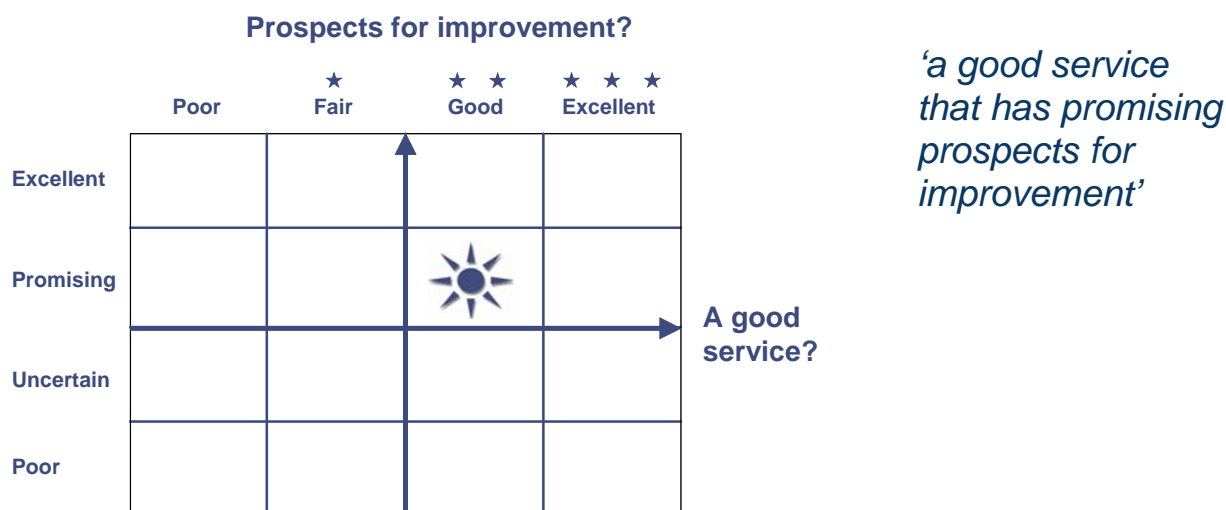 Prospects for improvement?
★ ★ ★ ★ ★ ★
Poor Fair Good Excellent
Excellent
Promising
Uncertain
Poor
A good
service?
‘a good service
that has promising
prospects for
improvement’